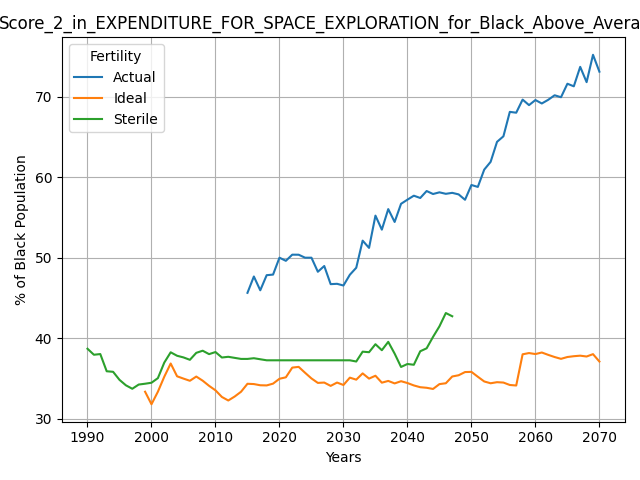 Score_2_in_EXPENDITURE_FOR_SPACE_EXPLORATION_for_Black_Above_Avera
Fertility
Actual
Ideal
Sterile
% of Black Population
70
60
50
40
30
1990 2000 2010 2020 2030 2040 2050 2060 2070
Years